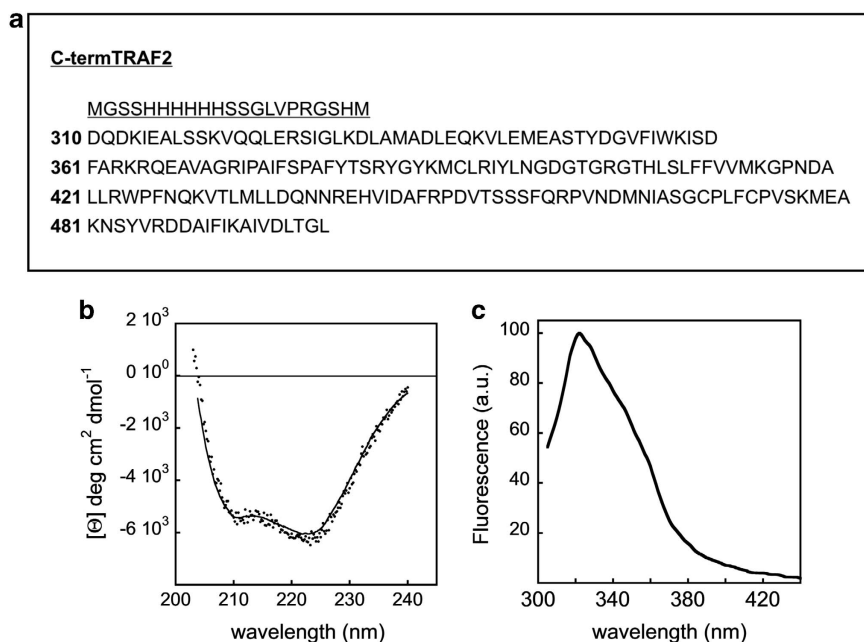 a
C-termTRAF2
MGSSHHHHHHSSGLVPRGSHM
310 DQDKIEALSSKVQQLERSIGLKDLAMADLEQKVLEMEASTYDGVFIWKISD
361 FARKRQEAVAGRIPAIFSPAFYTSRYGYKMCLRIYLNGDGTGRGTHLSLFFVVMKGPNDA
421 LLRWPFNQKVTLMLLDQNNREHVIDAFRPDVTSSSFQRPVNDMNIASGCPLFCPVSKMEA
481 KNSYVRDDAIFIKAIVDLTGL
b
2 10³
0 10⁰
-2 10³
-4 10³
-6 10³
[Θ] deg cm² dmol⁻¹
200 210 220 230 240
wavelength (nm)
c
100
80
60
40
20
Fluorescence (a.u.)
300 340 380 420
wavelength (nm)